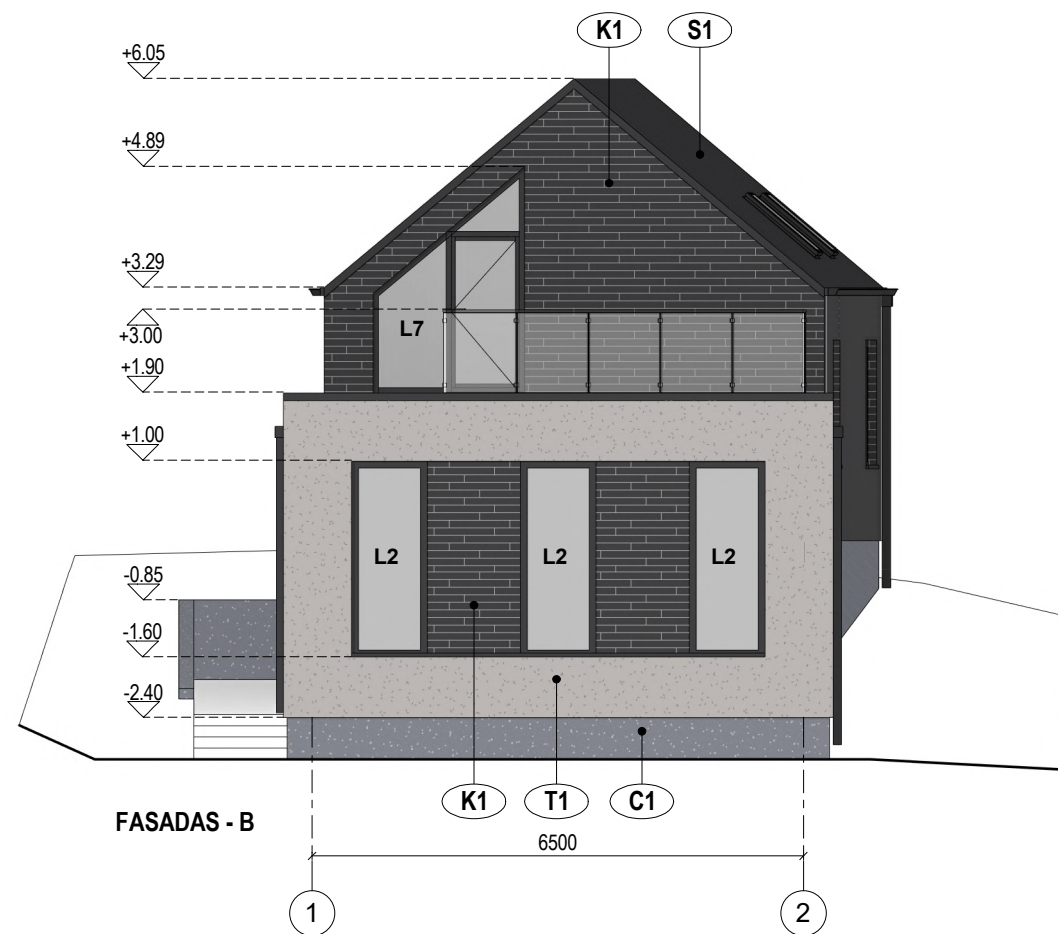 K1 S1
+6.05
+4.89
+3.29
L7
+3.00
+1.90
+1.00
L2 L2 L2
-0.85
-1.60
-2.40
K1 T1 C1
FASADAS - B
6500
1 2